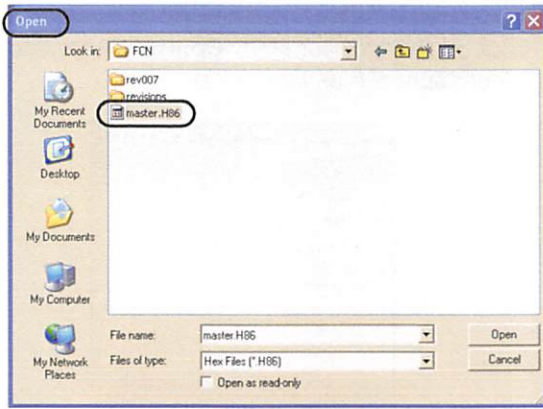 Open
Look in:
FCN
rev007
revisions
master.H86
My Recent
Documents
Desktop
My Documents
My Computer
My Network
Places
File name:
master.H86
Open
Files of type:
Hex Files (*.H86)
Cancel
Open as read-only